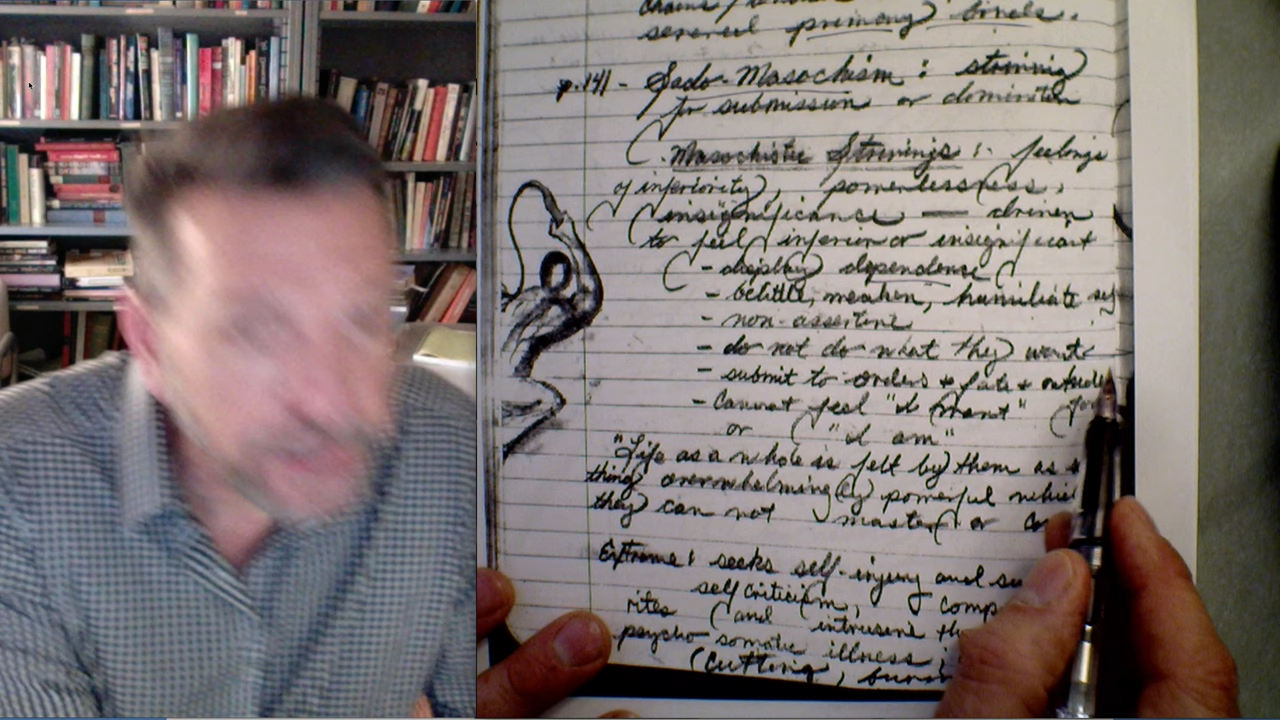 several primary bonds.
p.141 - Sado-Masochism : striving
for submission or domination
. Masochistic Strivings : . feelings
of inferiority, powerlessness,
insignificance — driven
to feel inferior or insignificant
- display dependence
- belittle, weaken, humiliate
- non-assertive
- do not do what they want
- submit to orders + fate + outside
- Cannot feel "I want"
or "I am"
"Life as a whole is felt by them as
thing overwhelmingly powerful which
they can not master or
Extreme : seeks self-injury and
self criticism,
rites (and intrusive
psycho somatic illness ;
(Cutting,